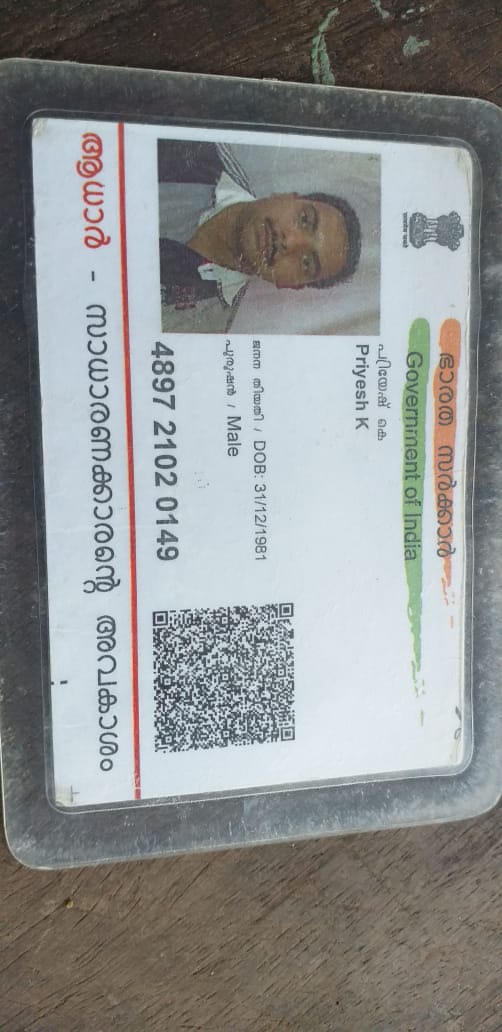 ഭാരത സർക്കാർ
Government of India
പ്രിയേഷ് കെ
Priyesh K
ജനന തിയതി / DOB: 31/12/1981
പുരുഷൻ / Male
4897 2102 0149
ആധാർ - സാധാരണക്കാരന്റെ അവകാശം